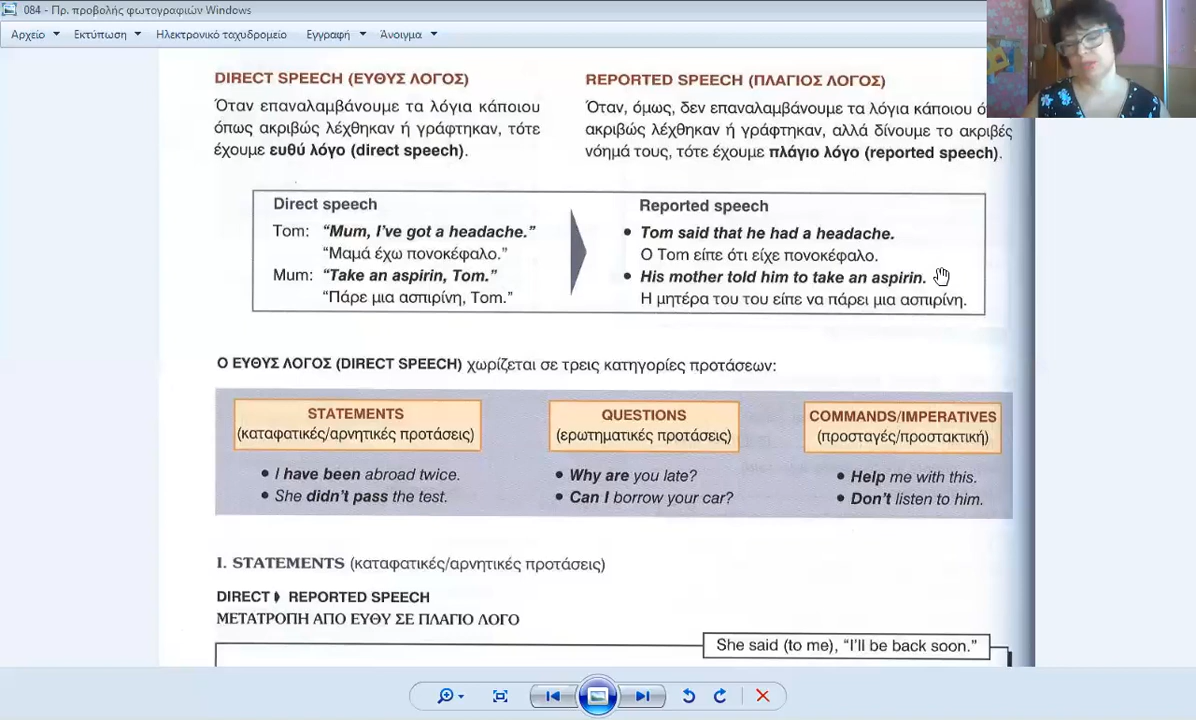 084 - Πρ. προβολής φωτογραφιών Windows
Αρχείο Εκτύπωση Ηλεκτρονικό ταχυδρομείο Εγγραφή Άνοιγμα
DIRECT SPEECH (ΕΥΘΥΣ ΛΟΓΟΣ)
Όταν επαναλαμβάνουμε τα λόγια κάποιου
όπως ακριβώς λέχθηκαν ή γράφτηκαν, τότε
έχουμε ευθύ λόγο (direct speech).
REPORTED SPEECH (ΠΛΑΓΙΟΣ ΛΟΓΟΣ)
Όταν, όμως, δεν επαναλαμβάνουμε τα λόγια κάποιου
ακριβώς λέχθηκαν ή γράφτηκαν, αλλά δίνουμε το ακριβές
νόημά τους, τότε έχουμε πλάγιο λόγο (reported speech).
Direct speech
Tom: “Mum, I’ve got a headache.”
“Μαμά έχω πονοκέφαλο.”
Mum: “Take an aspirin, Tom.”
“Πάρε μια ασπιρίνη, Tom.”
Reported speech
• Tom said that he had a headache.
Ο Tom είπε ότι είχε πονοκέφαλο.
• His mother told him to take an aspirin.
Η μητέρα του του είπε να πάρει μια ασπιρίνη.
Ο ΕΥΘΥΣ ΛΟΓΟΣ (DIRECT SPEECH) χωρίζεται σε τρεις κατηγορίες προτάσεων:
STATEMENTS
(καταφατικές/αρνητικές προτάσεις)
• I have been abroad twice.
• She didn’t pass the test.
QUESTIONS
(ερωτηματικές προτάσεις)
• Why are you late?
• Can I borrow your car?
COMMANDS/IMPERATIVES
(προσταγές/προστακτική)
• Help me with this.
• Don’t listen to him.
I. STATEMENTS (καταφατικές/αρνητικές προτάσεις)
DIRECT REPORTED SPEECH
ΜΕΤΑΤΡΟΠΗ ΑΠΟ ΕΥΘΥ ΣΕ ΠΛΑΓΙΟ ΛΟΓΟ
She said (to me), “I’ll be back soon.”